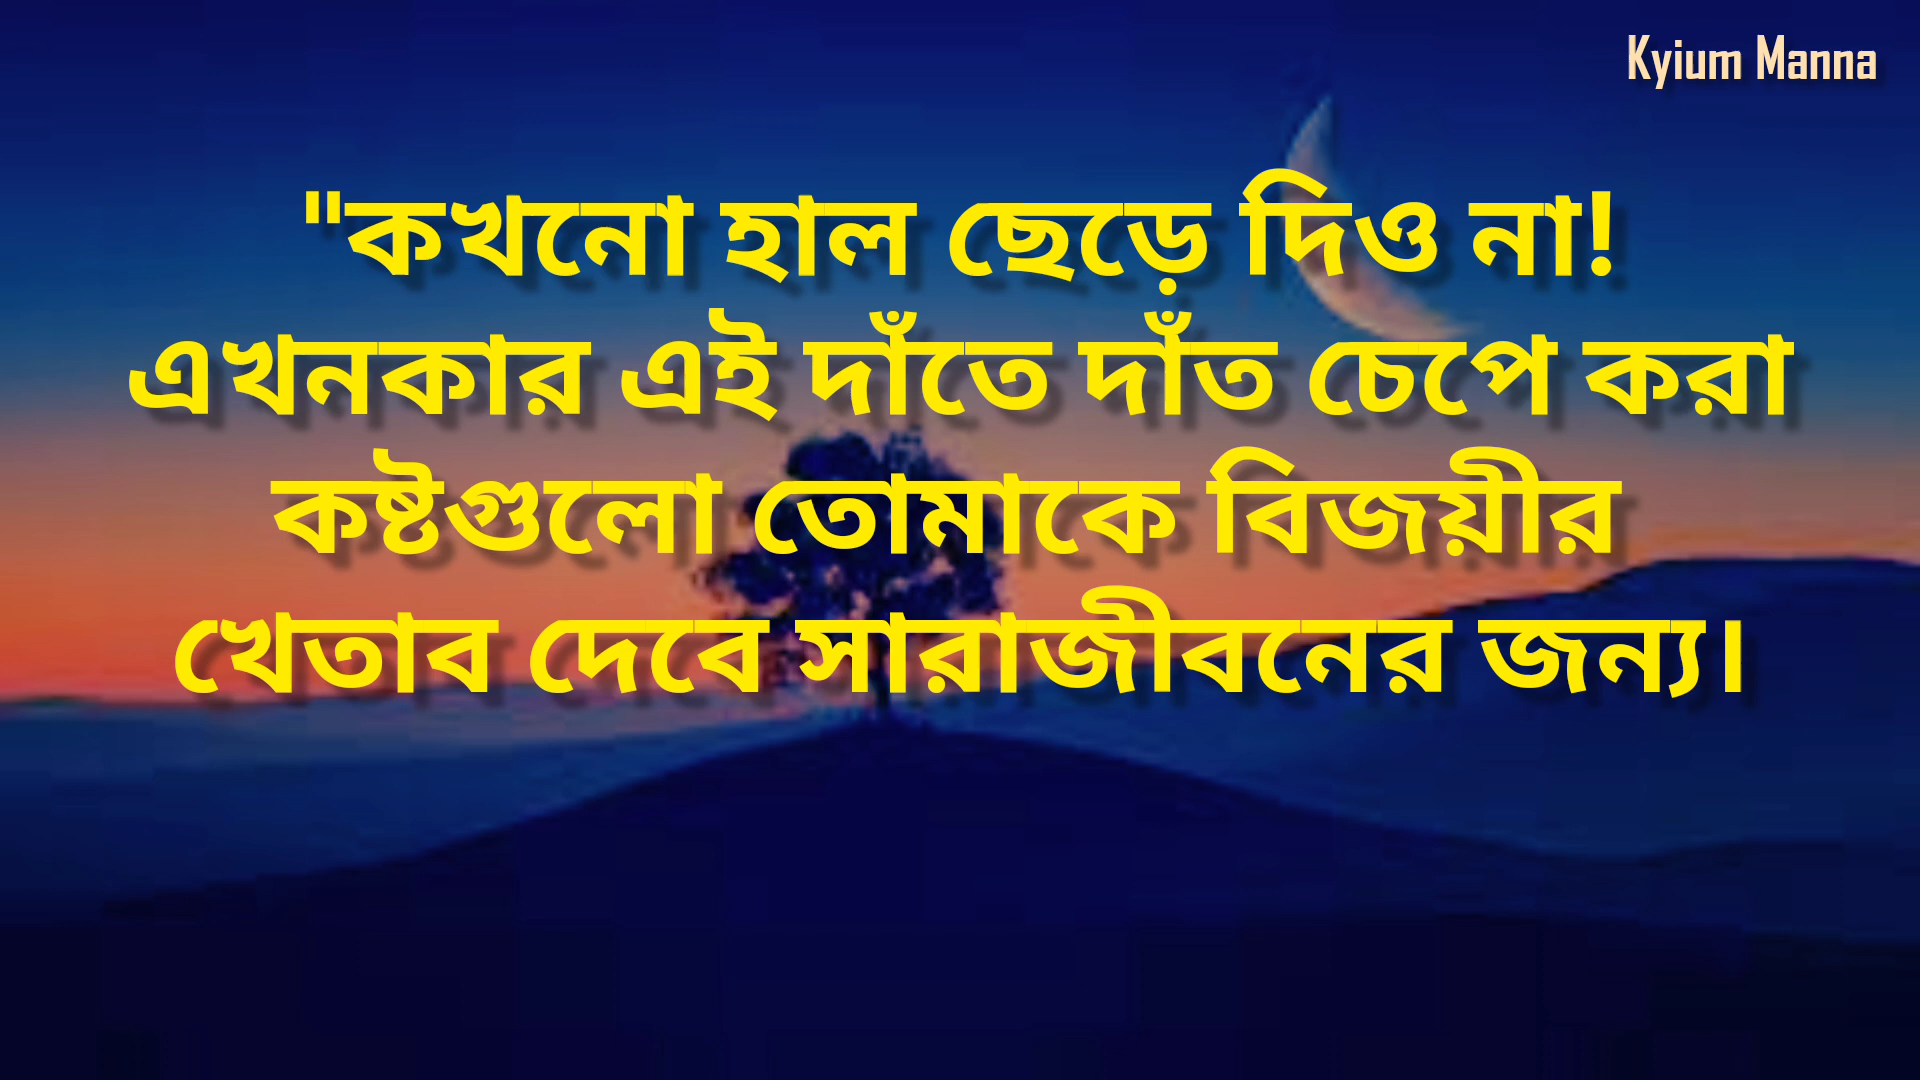 Kyium Manna
"কখনো হাল ছেড়ে দিও না!
এখনকার এই দাঁতে দাঁত চেপে করা
কষ্টগুলো তোমাকে বিজয়ীর
খেতাব দেবে সারাজীবনের জন্য।